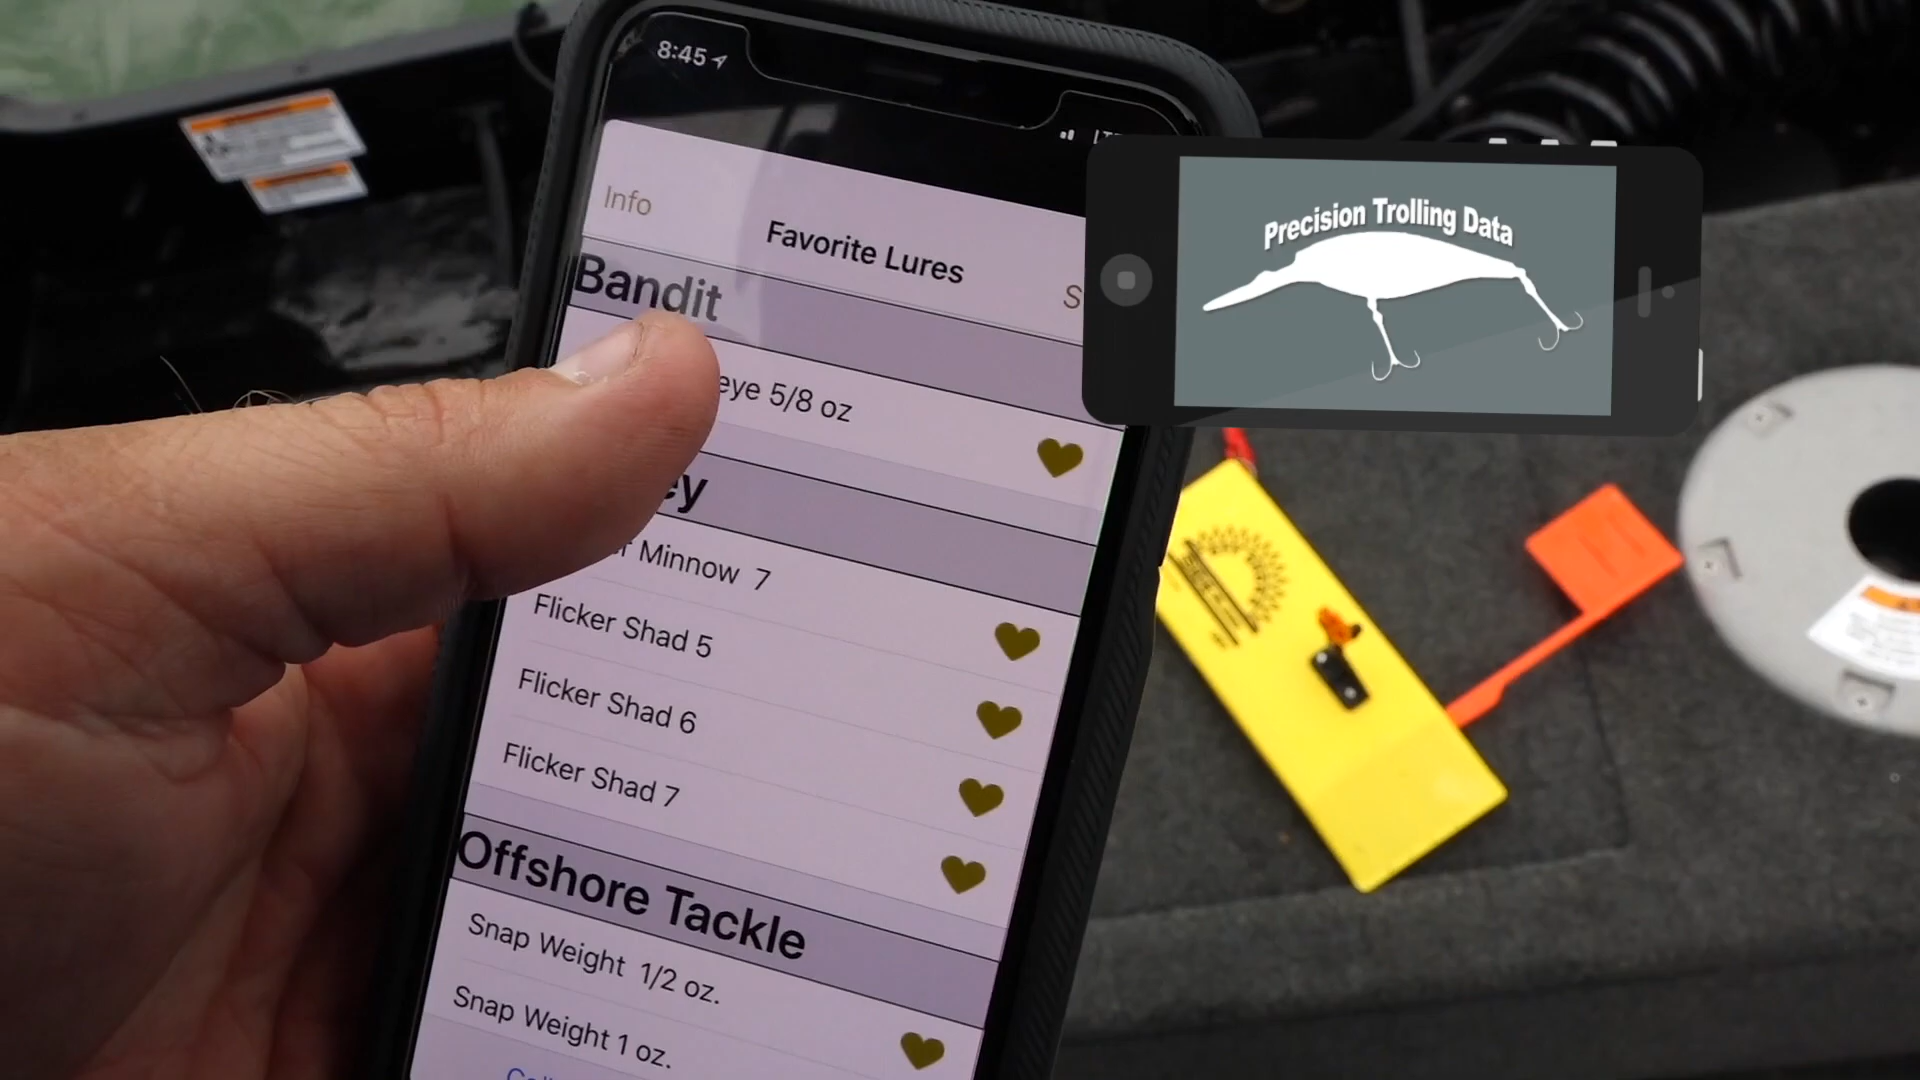 8:45
Info
Favorite Lures
Bandit
5/8 oz
Minnow 7
Flicker Shad 5
Flicker Shad 6
Flicker Shad 7
Offshore Tackle
Snap Weight 1/2 oz.
Snap Weight 1 oz.
Precision Trolling Data